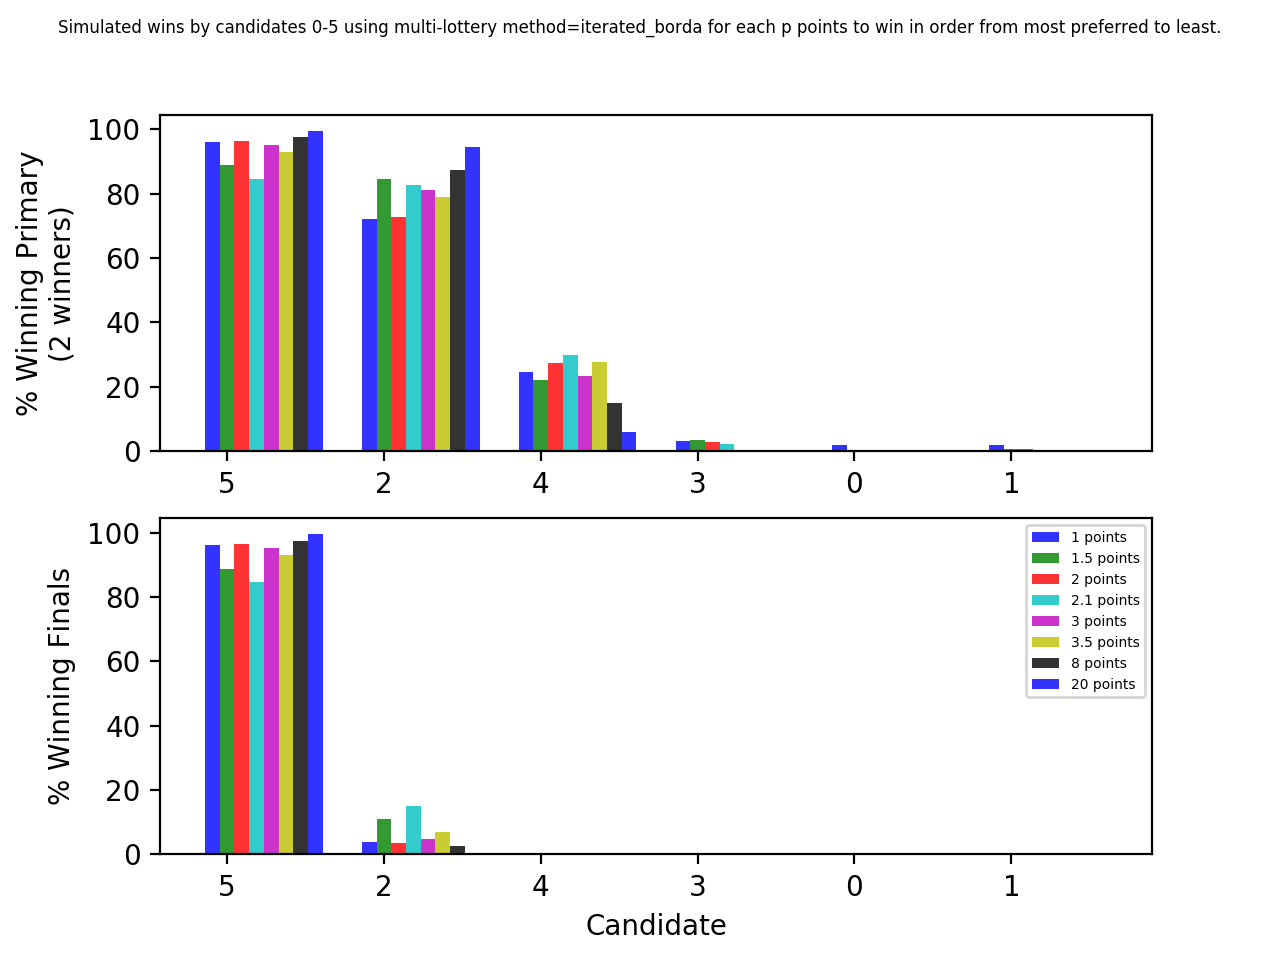 Simulated wins by candidates 0-5 using multi-lottery method=iterated_borda for each p points to win in order from most preferred to least.
% Winning Primary
(2 winners)
100
80
60
40
20
0
5 2 4 3 0 1
% Winning Finals
100
80
60
40
20
0
1 points
1.5 points
2 points
2.1 points
3 points
3.5 points
8 points
20 points
5 2 4 3 0 1
Candidate